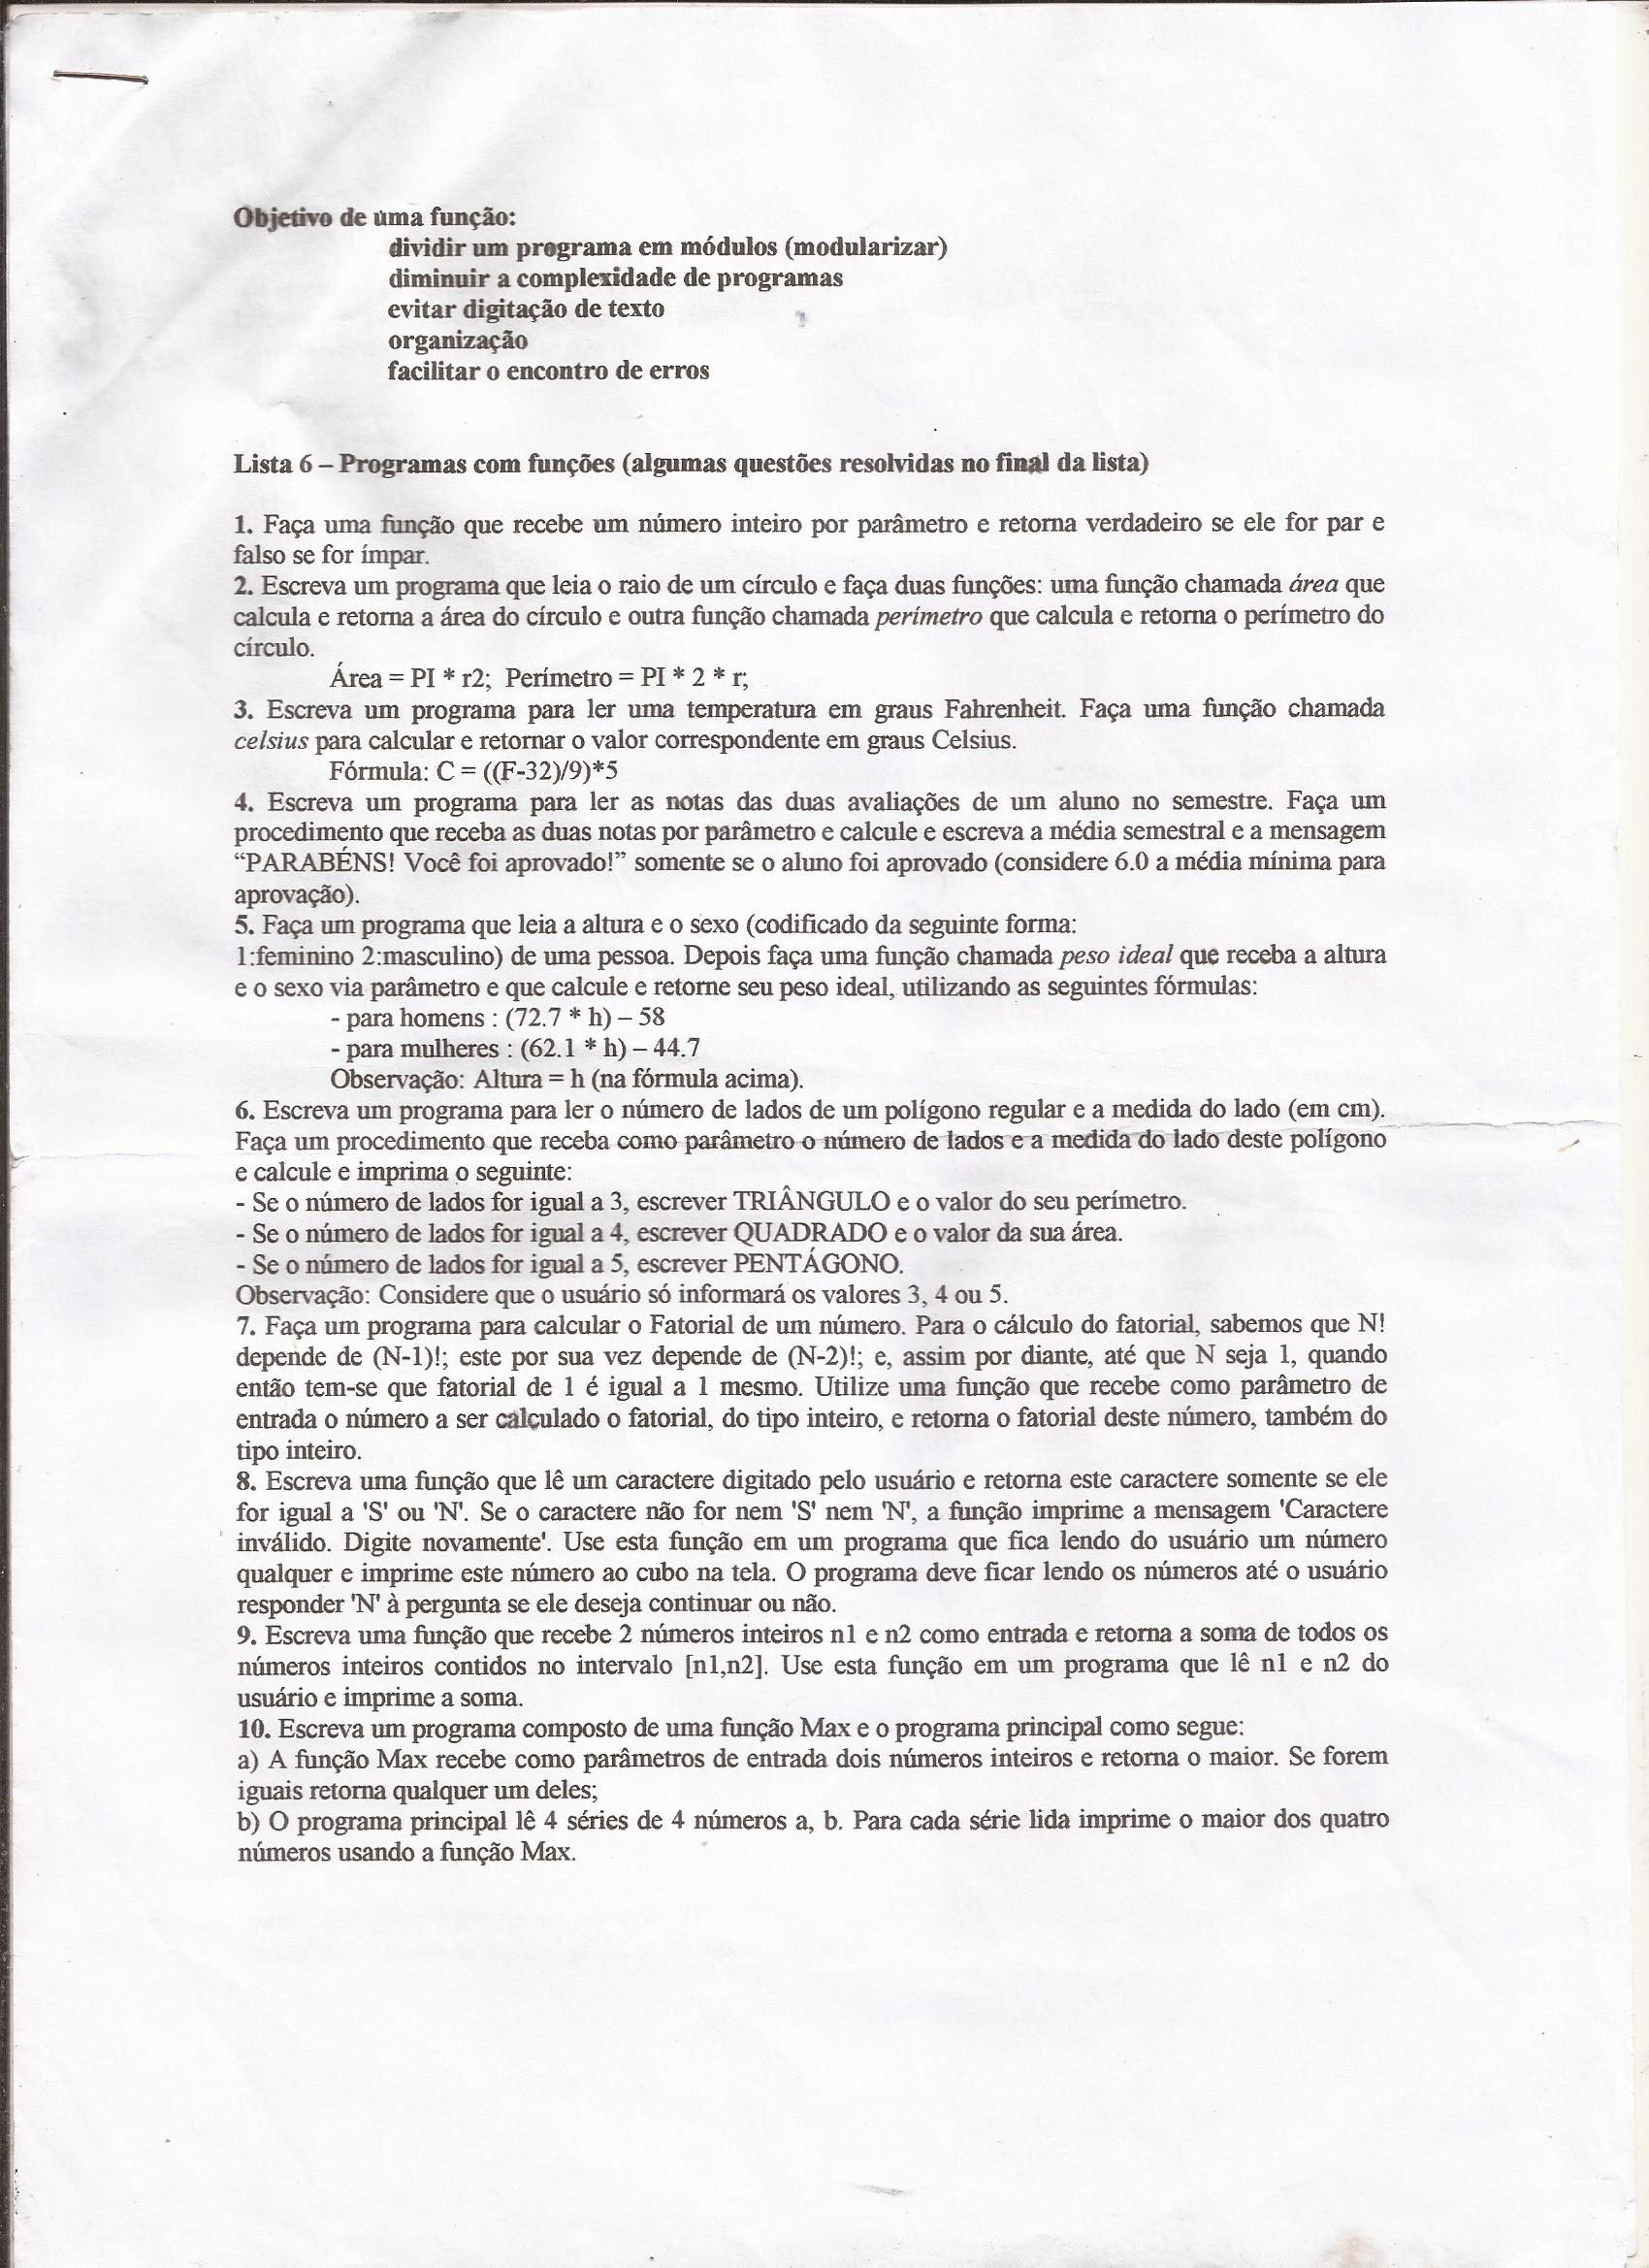 Objetivo de uma função:
dividir um programa em módulos (modularizar)
diminuir a complexidade de programas
evitar digitação de texto
organização
facilitar o encontro de erros
Lista 6 – Programas com funções (algumas questões resolvidas no final da lista)
1. Faça uma função que recebe um número inteiro por parâmetro e retorna verdadeiro se ele for par e
falso se for ímpar.
2. Escreva um programa que leia o raio de um círculo e faça duas funções: uma função chamada área que
calcula e retorna a área do círculo e outra função chamada perímetro que calcula e retorna o perímetro do
círculo.
Área = PI * r2; Perímetro = PI * 2 * r;
3. Escreva um programa para ler uma temperatura em graus Fahrenheit. Faça uma função chamada
celsius para calcular e retornar o valor correspondente em graus Celsius.
Fórmula: C = ((F-32)/9)*5
4. Escreva um programa para ler as notas das duas avaliações de um aluno no semestre. Faça um
procedimento que receba as duas notas por parâmetro e calcule e escreva a média semestral e a mensagem
“PARABÉNS! Você foi aprovado!” somente se o aluno foi aprovado (considere 6.0 a média mínima para
aprovação).
5. Faça um programa que leia a altura e o sexo (codificado da seguinte forma:
1:feminino 2:masculino) de uma pessoa. Depois faça uma função chamada peso ideal que receba a altura
e o sexo via parâmetro e que calcule e retorne seu peso ideal, utilizando as seguintes fórmulas:
- para homens : (72.7 * h) – 58
- para mulheres : (62.1 * h) – 44.7
Observação: Altura = h (na fórmula acima).
6. Escreva um programa para ler o número de lados de um polígono regular e a medida do lado (em cm).
Faça um procedimento que receba como parâmetro o número de lados e a medida do lado deste polígono
e calcule e imprima o seguinte:
- Se o número de lados for igual a 3, escrever TRIÂNGULO e o valor do seu perímetro.
- Se o número de lados for igual a 4, escrever QUADRADO e o valor da sua área.
- Se o número de lados for igual a 5, escrever PENTÁGONO.
Observação: Considere que o usuário só informará os valores 3, 4 ou 5.
7. Faça um programa para calcular o Fatorial de um número. Para o cálculo do fatorial, sabemos que N!
depende de (N-1)!; este por sua vez depende de (N-2)!; e, assim por diante, até que N seja 1, quando
então tem-se que fatorial de 1 é igual a 1 mesmo. Utilize uma função que recebe como parâmetro de
entrada o número a ser calculado o fatorial, do tipo inteiro, e retorna o fatorial deste número, também do
tipo inteiro.
8. Escreva uma função que lê um caractere digitado pelo usuário e retorna este caractere somente se ele
for igual a 'S' ou 'N'. Se o caractere não for nem 'S' nem 'N', a função imprime a mensagem 'Caractere
inválido. Digite novamente'. Use esta função em um programa que fica lendo do usuário um número
qualquer e imprime este número ao cubo na tela. O programa deve ficar lendo os números até o usuário
responder 'N' à pergunta se ele deseja continuar ou não.
9. Escreva uma função que recebe 2 números inteiros n1 e n2 como entrada e retorna a soma de todos os
números inteiros contidos no intervalo [n1,n2]. Use esta função em um programa que lê n1 e n2 do
usuário e imprime a soma.
10. Escreva um programa composto de uma função Max e o programa principal como segue:
a) A função Max recebe como parâmetros de entrada dois números inteiros e retorna o maior. Se forem
iguais retorna qualquer um deles;
b) O programa principal lê 4 séries de 4 números a, b. Para cada série lida imprime o maior dos quatro
números usando a função Max.